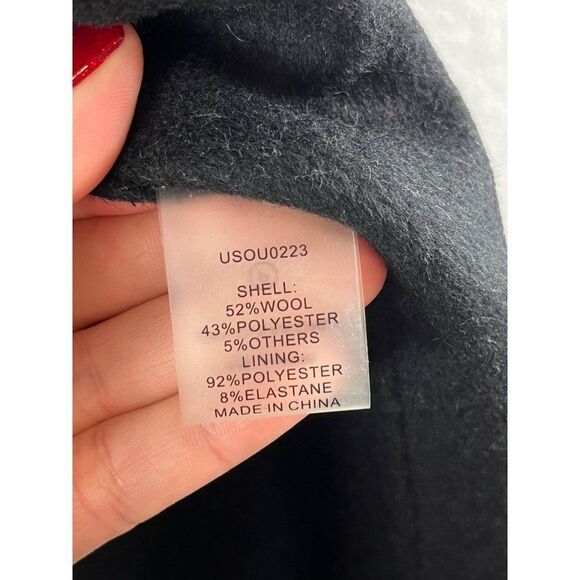 USOU0223
SHELL:
52%WOOL
43%POLYESTER
5%OTHERS
LINING:
92%POLYESTER
8%ELASTANE
MADE IN CHINA